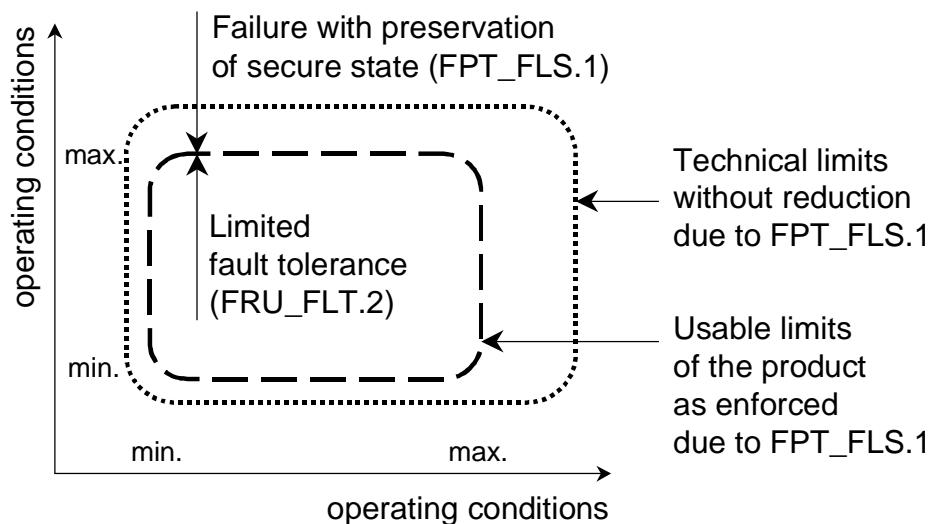 Failure with preservation
of secure state (FPT_FLS.1)
operating conditions
max.
Technical limits
without reduction
due to FPT_FLS.1
Limited
fault tolerance
(FRU_FLT.2)
Usable limits
of the product
as enforced
due to FPT_FLS.1
min.
min.
max.
operating conditions